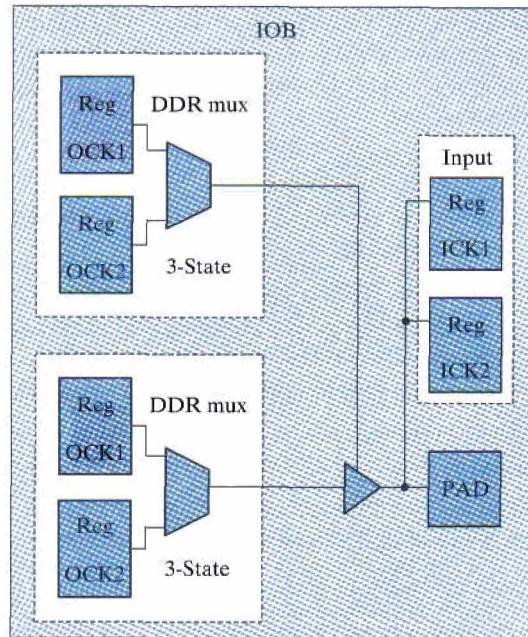 IOB
Reg
OCK1
DDR mux
Reg
OCK2
3-State
Input
Reg
ICK1
Reg
ICK2
Reg
OCK1
DDR mux
Reg
OCK2
3-State
PAD